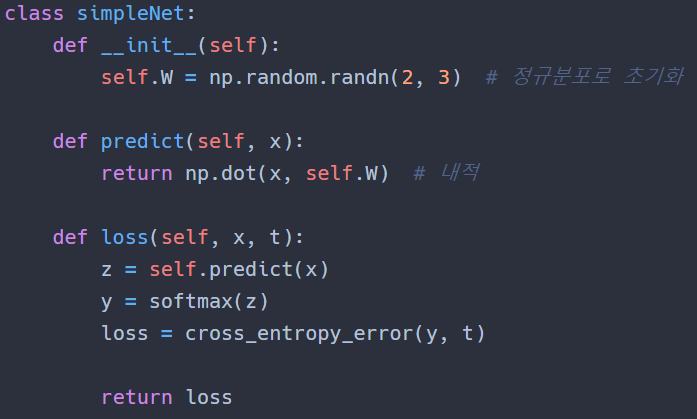 class simpleNet:
    def __init__(self):
        self.W = np.random.randn(2, 3)  # 정규분포로 초기화
    def predict(self, x):
        return np.dot(x, self.W)  # 내적
    def loss(self, x, t):
        z = self.predict(x)
        y = softmax(z)
        loss = cross_entropy_error(y, t)
        return loss